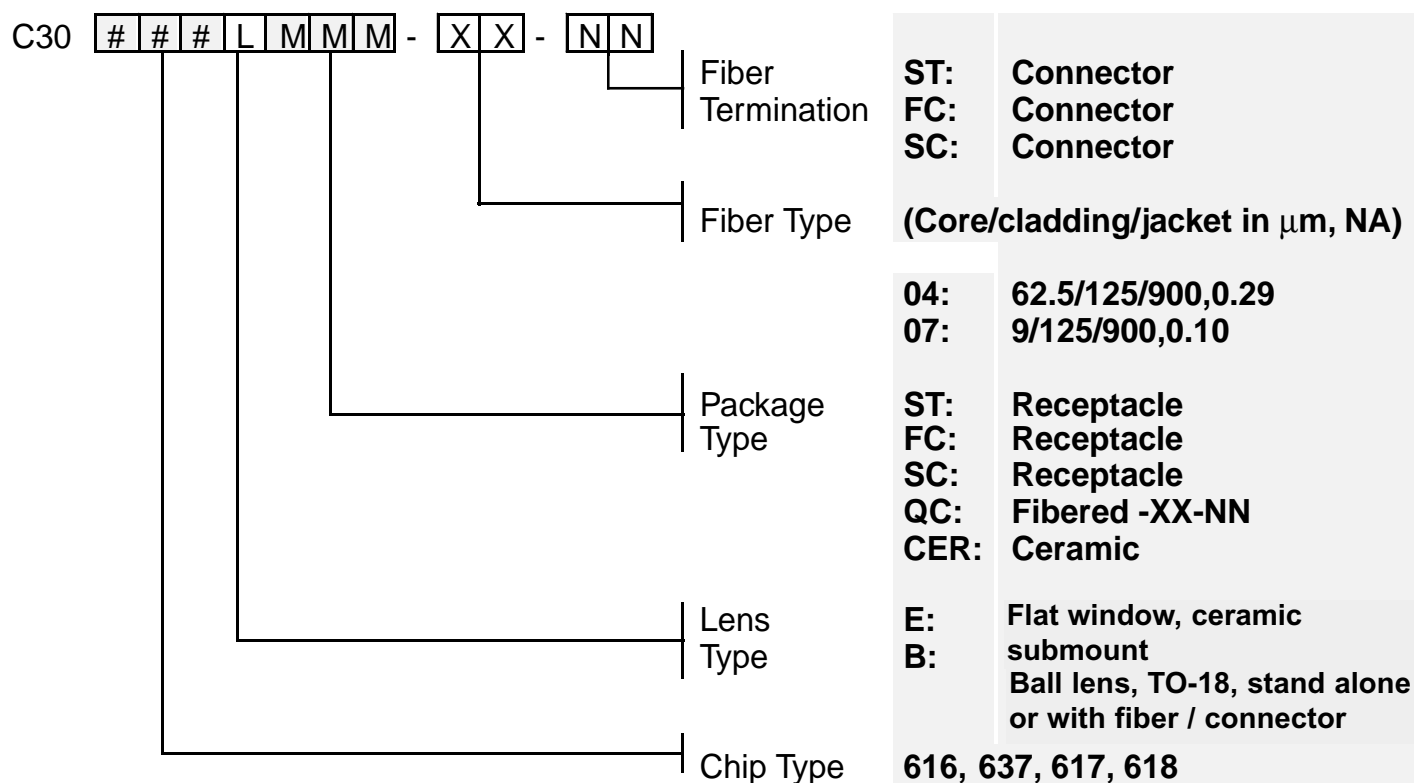 C30 # # # L M M M - X X - N N
Fiber Termination
ST: Connector
FC: Connector
SC: Connector
Fiber Type (Core/cladding/jacket in μm, NA)
04: 62.5/125/900,0.29
07: 9/125/900,0.10
Package Type
ST: Receptacle
FC: Receptacle
SC: Receptacle
QC: Fibered -XX-NN
CER: Ceramic
Lens Type
E: Flat window, ceramic
submount
B: Ball lens, TO-18, stand alone
or with fiber / connector
Chip Type 616, 637, 617, 618